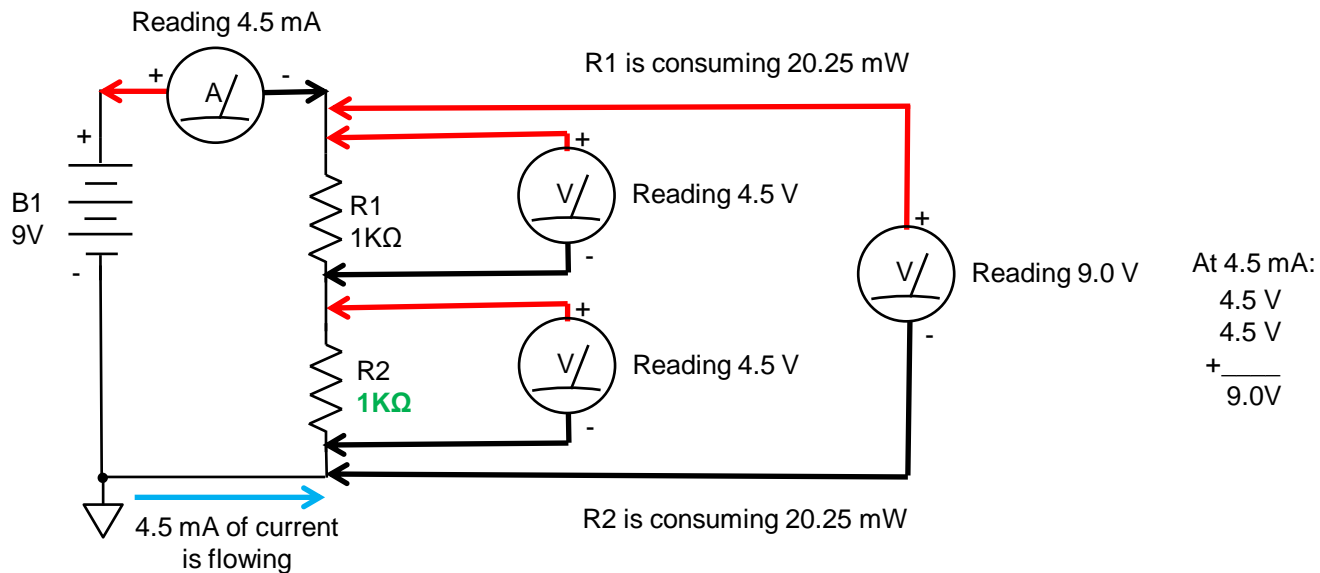 Reading 4.5 mA
+
-
A
R1 is consuming 20.25 mW
+
B1
9V
-
R1
1KΩ
+
V
Reading 4.5 V
-
+
V
Reading 9.0 V
-
At 4.5 mA:
4.5 V
4.5 V
+____
9.0V
R2
1KΩ
+
V
Reading 4.5 V
-
4.5 mA of current
is flowing
R2 is consuming 20.25 mW